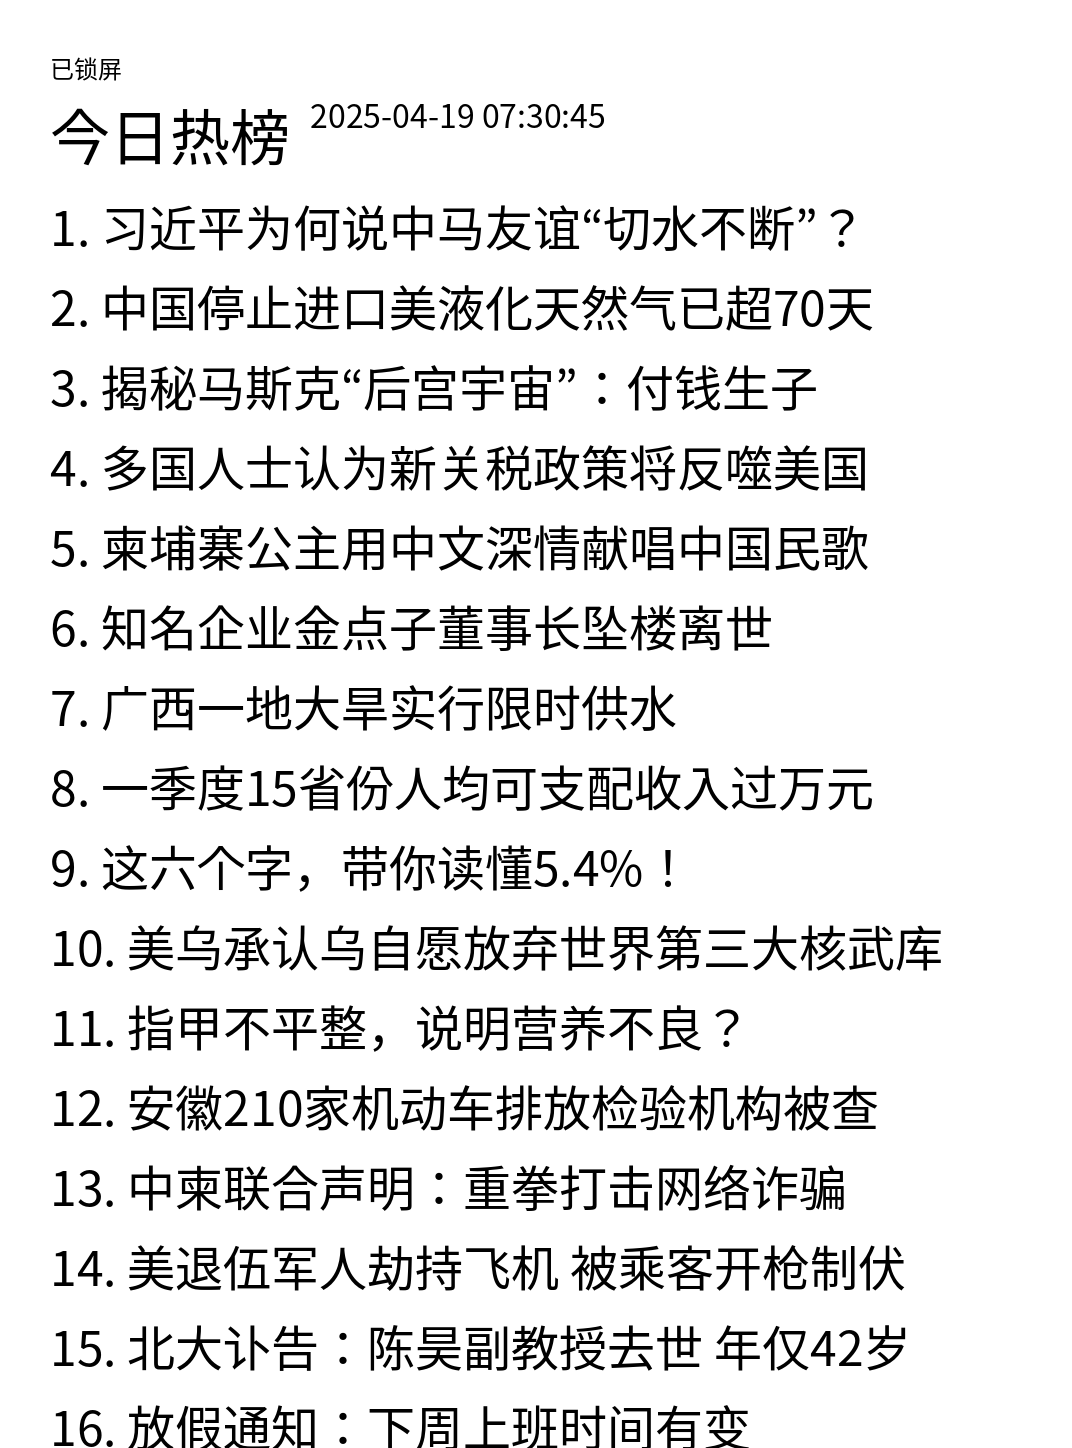 已锁屏
今日热榜 2025-04-19 07:30:45
1. 习近平为何说中马友谊“切水不断”？
2. 中国停止进口美液化天然气已超70天
3. 揭秘马斯克“后宫宇宙”：付钱生子
4. 多国人士认为新关税政策将反噬美国
5. 柬埔寨公主用中文深情献唱中国民歌
6. 知名企业金点子董事长坠楼离世
7. 广西一地大旱实行限时供水
8. 一季度15省份人均可支配收入过万元
9. 这六个字，带你读懂5.4%！
10. 美乌承认乌自愿放弃世界第三大核武库
11. 指甲不平整，说明营养不良？
12. 安徽210家机动车排放检验机构被查
13. 中柬联合声明：重拳打击网络诈骗
14. 美退伍军人劫持飞机 被乘客开枪制伏
15. 北大讣告：陈昊副教授去世 年仅42岁
16. 放假通知：下周上班时间有变